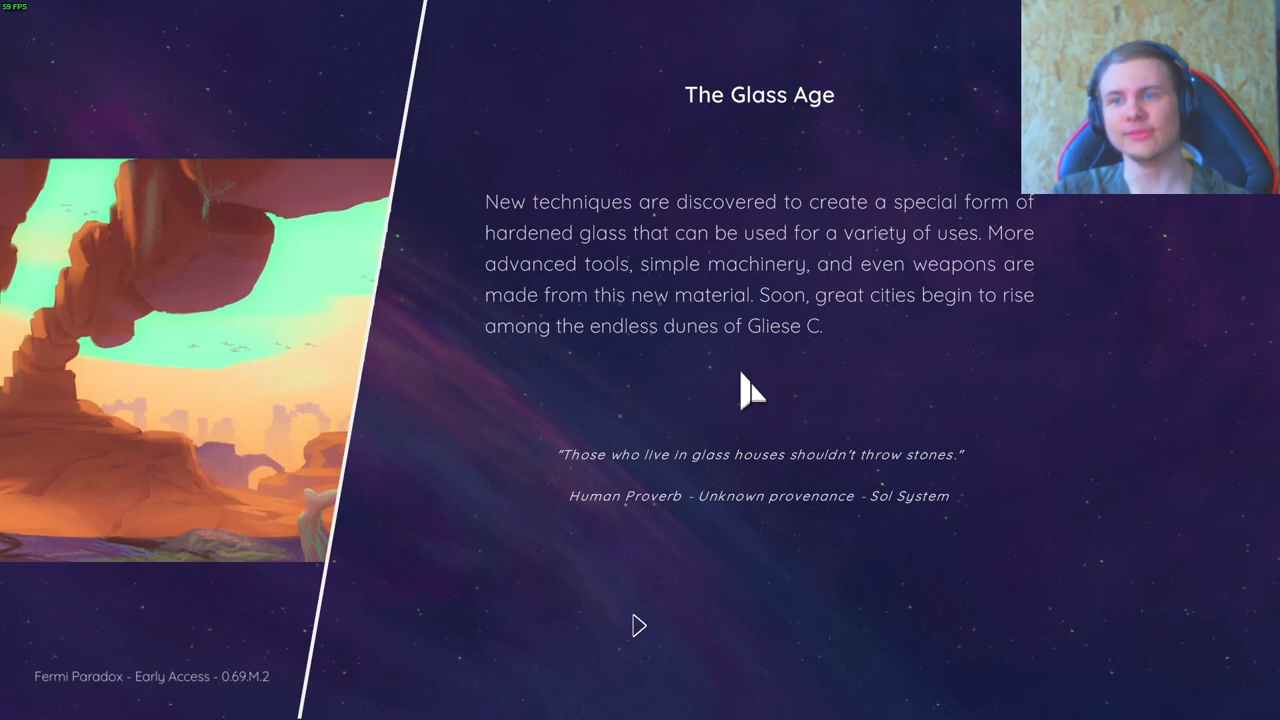 59 FPS
The Glass Age
New techniques are discovered to create a special form of
hardened glass that can be used for a variety of uses. More
advanced tools, simple machinery, and even weapons are
made from this new material. Soon, great cities begin to rise
among the endless dunes of Gliese C.
"Those who live in glass houses shouldn't throw stones."
Human Proverb - Unknown provenance - Sol System
Fermi Paradox - Early Access - 0.69.M.2